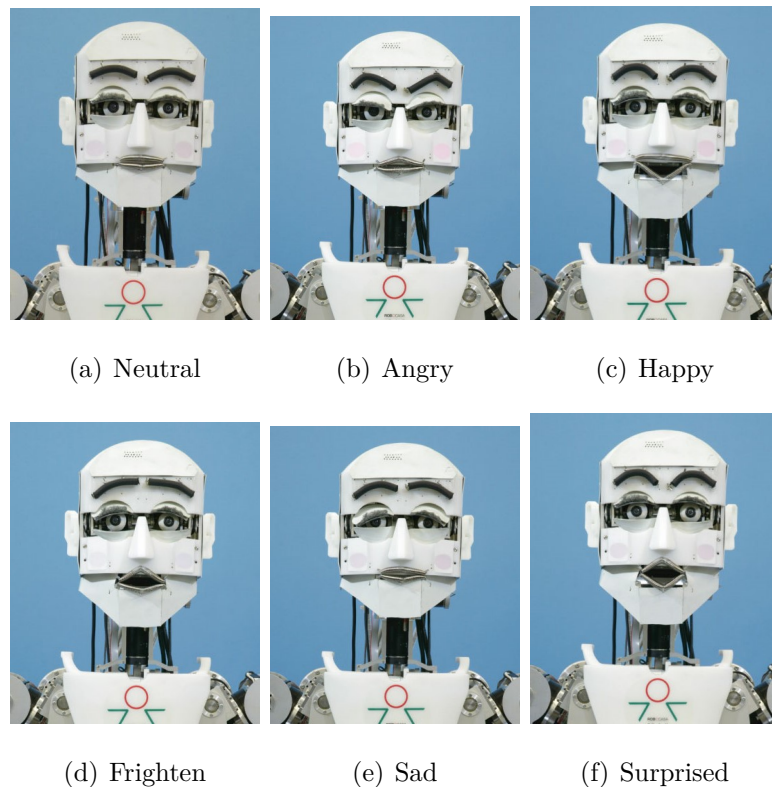 (a) Neutral
(b) Angry
(c) Happy
(d) Frighten
(e) Sad
(f) Surprised